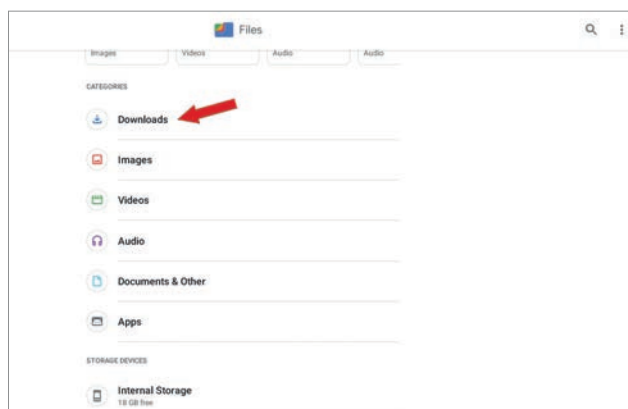 Files
Images Videos Audio Audio
CATEGORIES
Downloads
Images
Videos
Audio
Documents & Other
Apps
STORAGE DEVICES
Internal Storage
18 GB free